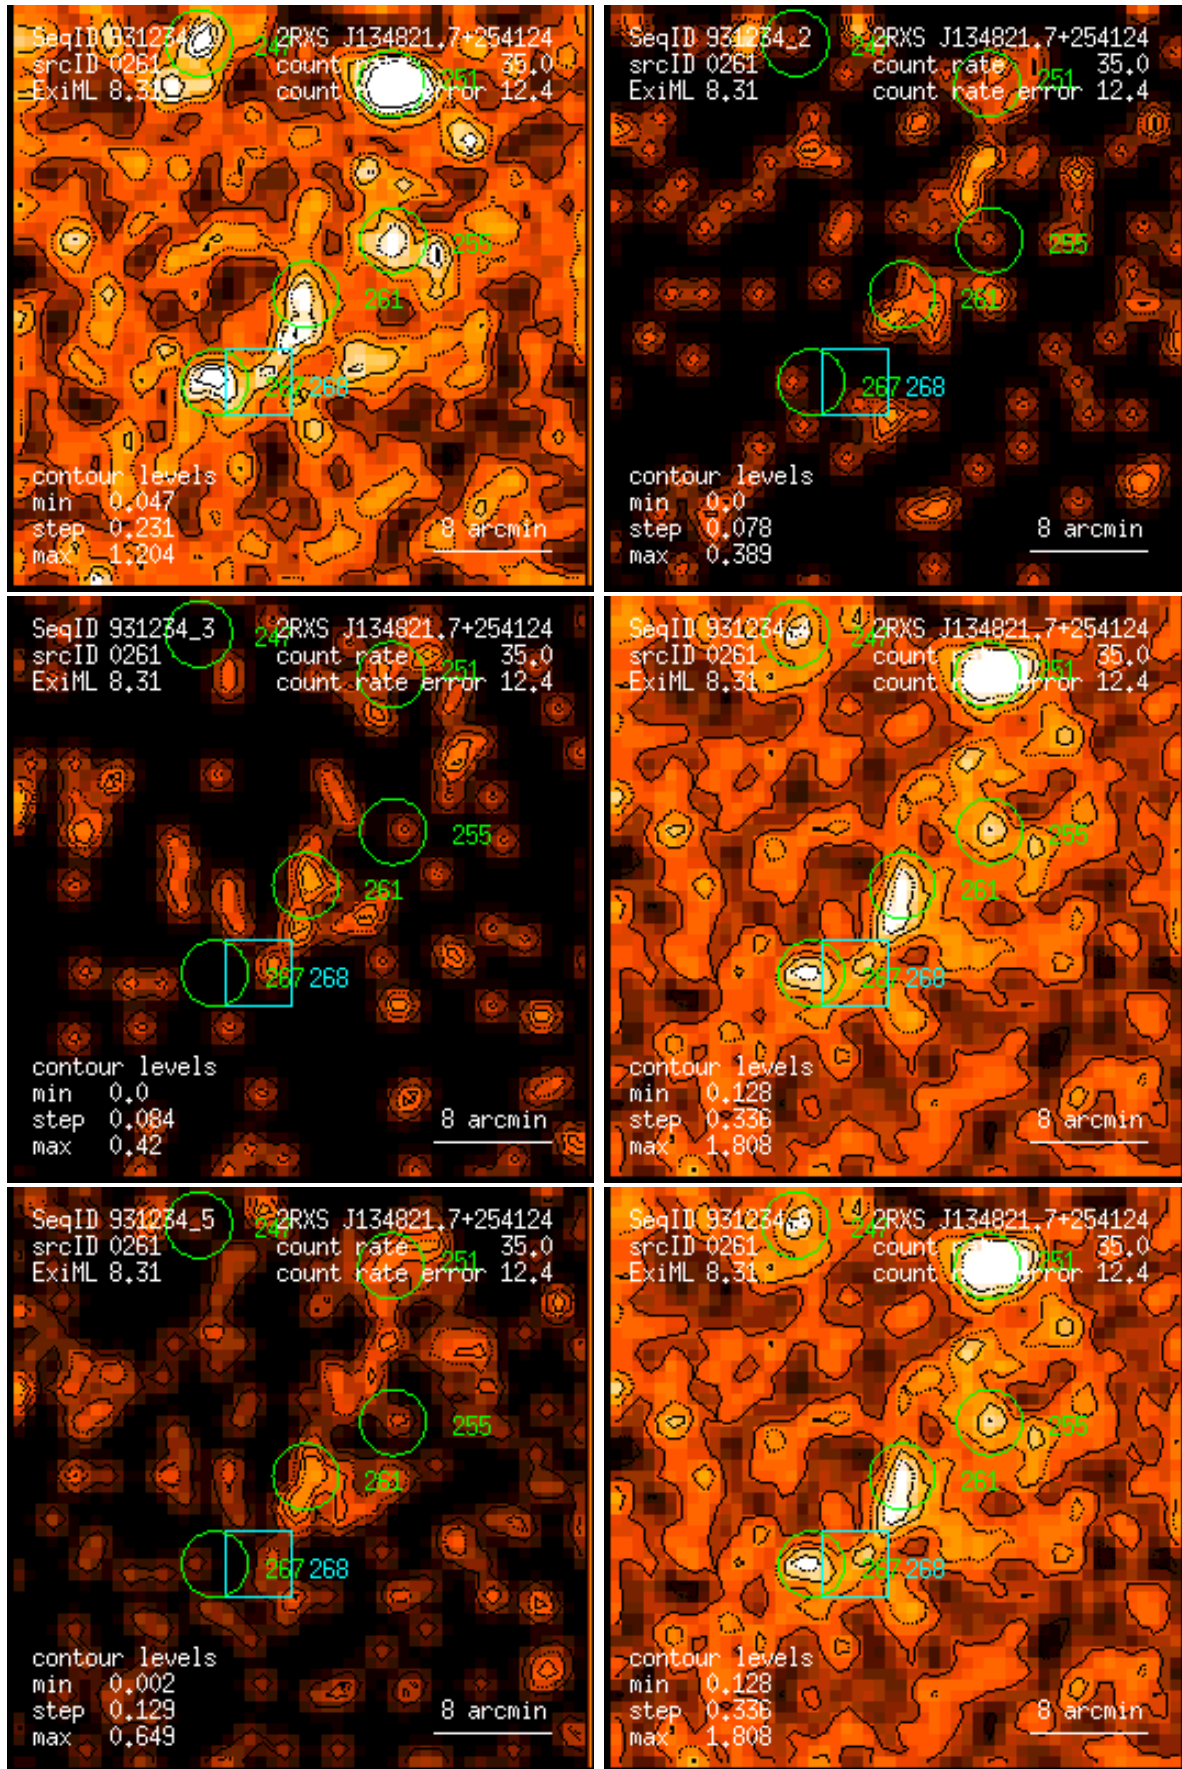 SeqID 931234 247 2RXS J134821.7+254124
srcID 0261 count rate 251 35.0
ExiML 8.31 count rate error 12.4
255
261
267 268
contour levels
min 0.047
step 0.231 8 arcmin
max 1.204
SeqID 931234_2 247 2RXS J134821.7+254124
srcID 0261 count rate 251 35.0
ExiML 8.31 count rate error 12.4
255
261
267 268
contour levels
min 0.0
step 0.078 8 arcmin
max 0.389
SeqID 931234_3 247 2RXS J134821.7+254124
srcID 0261 count rate 251 35.0
ExiML 8.31 count rate error 12.4
255
261
267 268
contour levels
min 0.0
step 0.084 8 arcmin
max 0.42
SeqID 931234_4 247 2RXS J134821.7+254124
srcID 0261 count rate 251 35.0
ExiML 8.31 count rate error 12.4
255
261
267 268
contour levels
min 0.128
step 0.336 8 arcmin
max 1.808
SeqID 931234_5 247 2RXS J134821.7+254124
srcID 0261 count rate 251 35.0
ExiML 8.31 count rate error 12.4
255
261
267 268
contour levels
min 0.002
step 0.129 8 arcmin
max 0.649
SeqID 931234 247 2RXS J134821.7+254124
srcID 0261 count rate 251 35.0
ExiML 8.31 count rate error 12.4
255
261
267 268
contour levels
min 0.128
step 0.336 8 arcmin
max 1.808